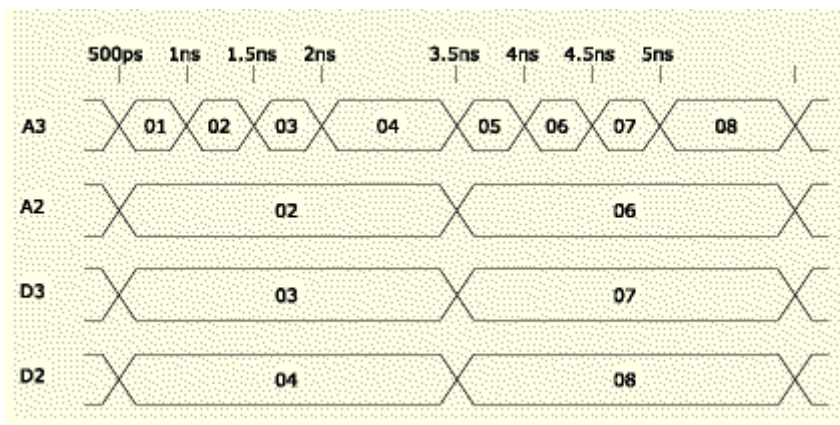 500ps 1ns 1.5ns 2ns 3.5ns 4ns 4.5ns 5ns
A3 01 02 03 04 05 06 07 08
A2 02 06
D3 03 07
D2 04 08